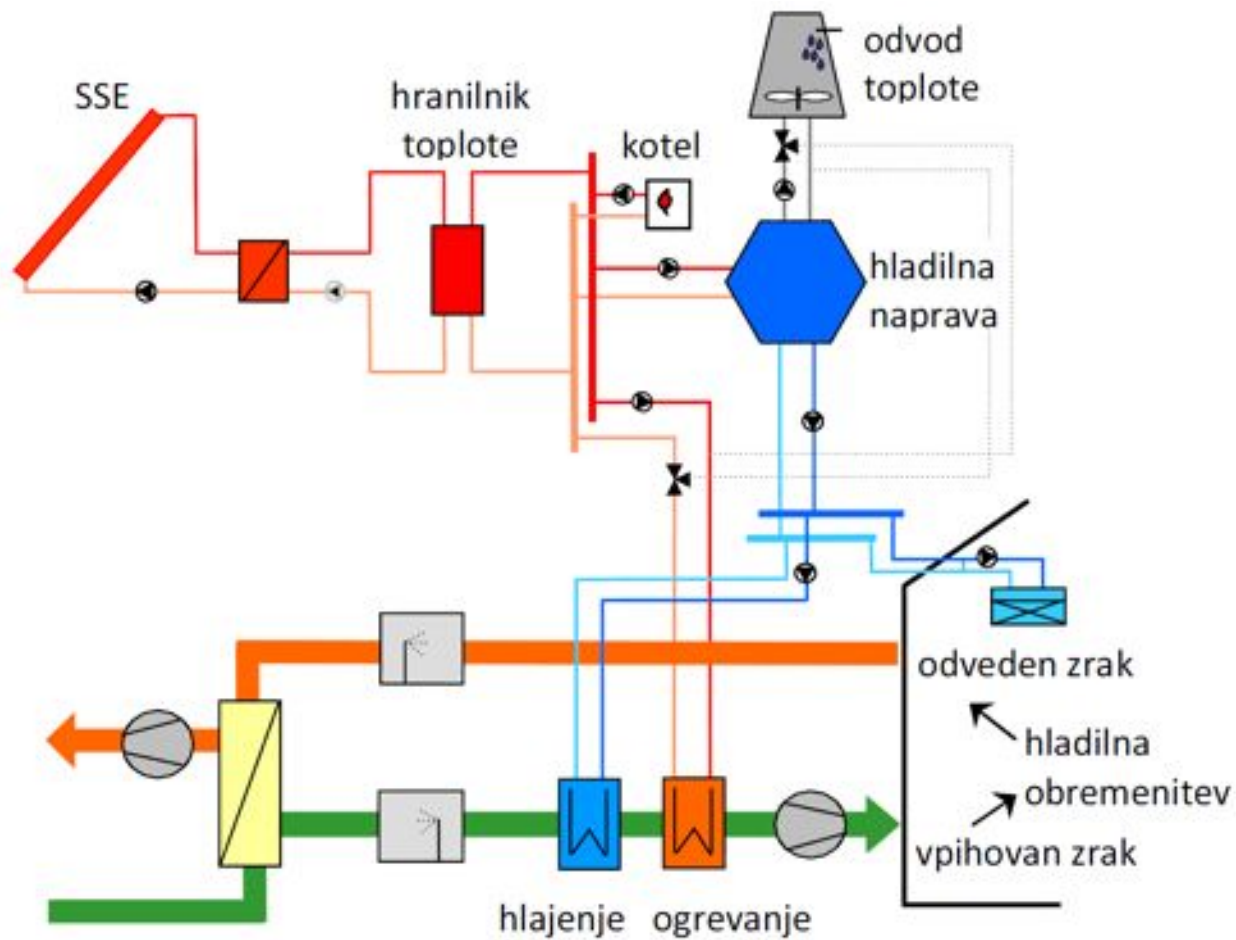 SSE
hranilnik
toplote
kotel
odvod
toplote
hladilna
naprava
odveden zrak
hladilna
obremenitev
vpihovan zrak
hlajenje
ogrevanje